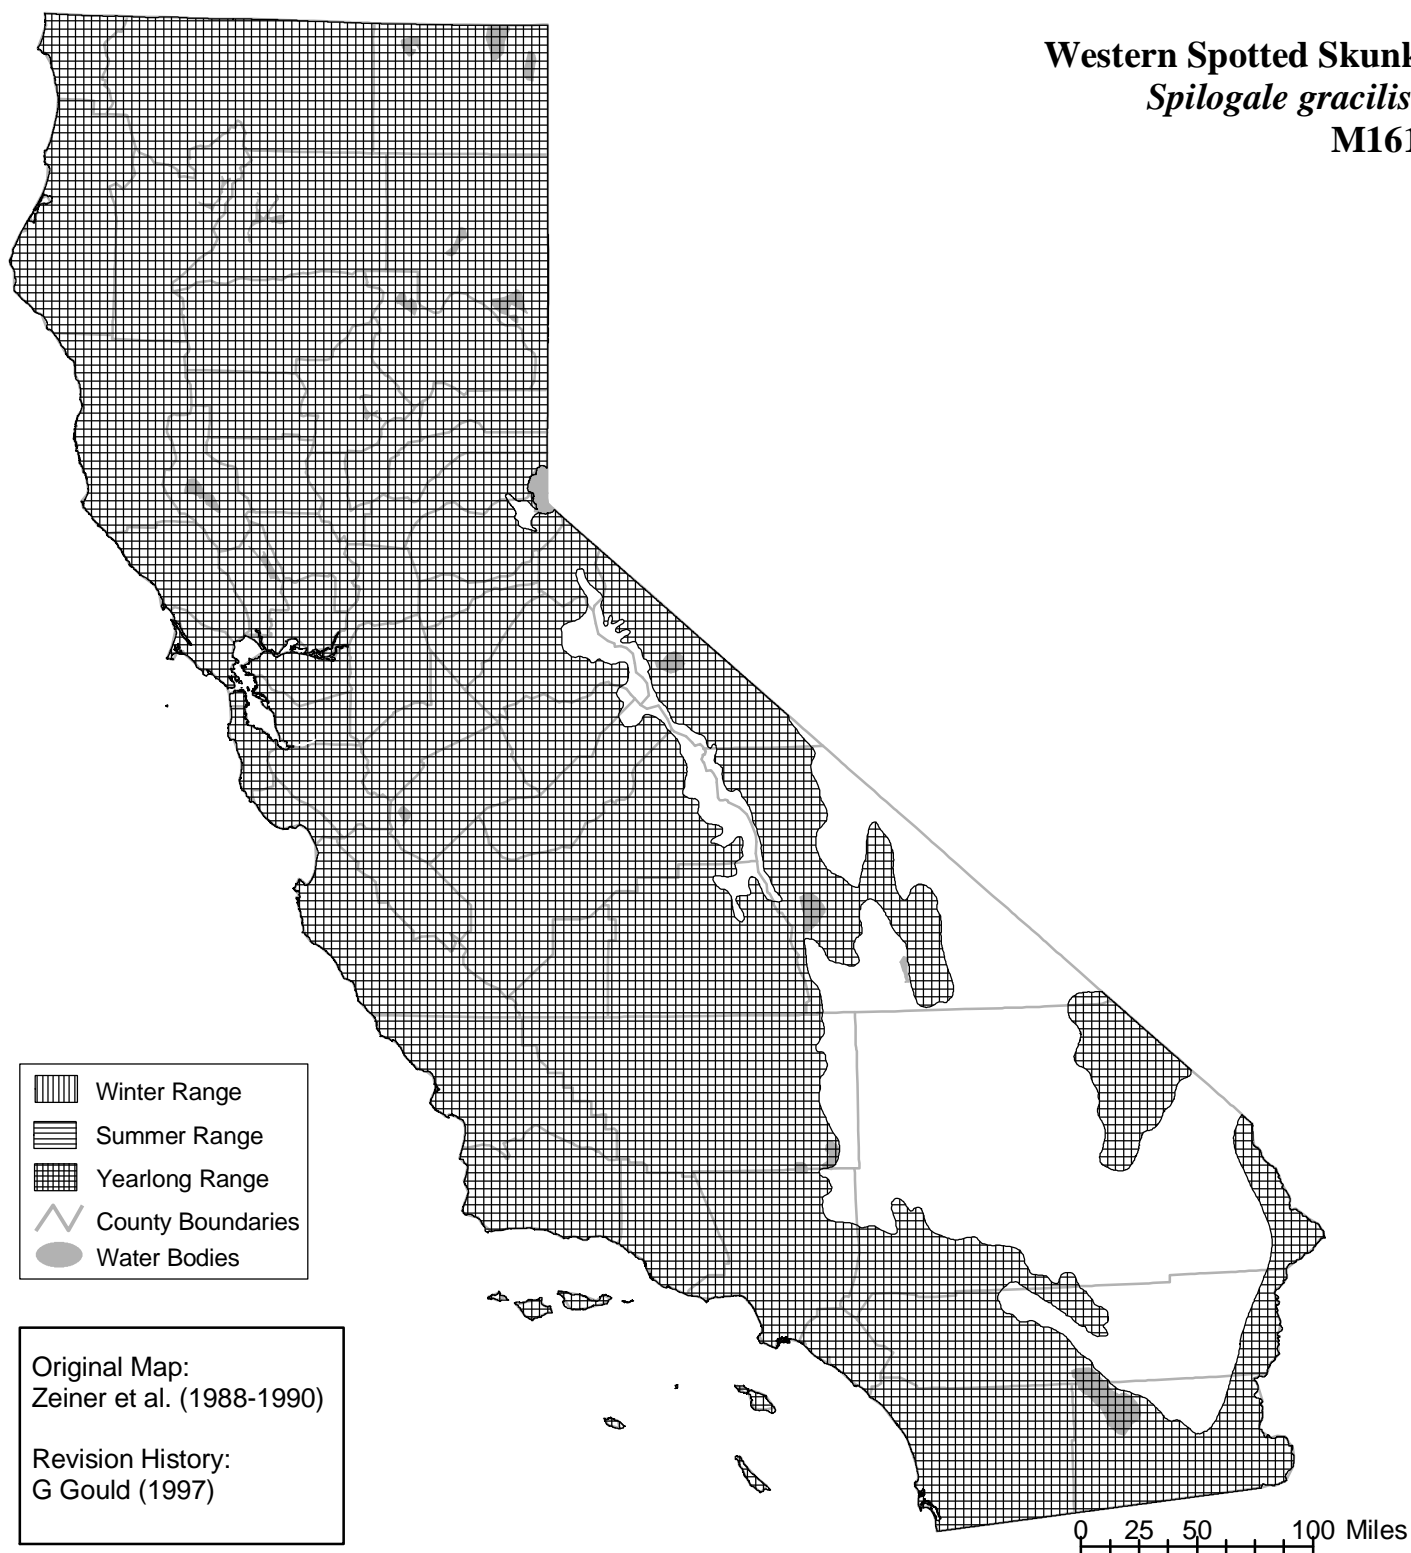 Western Spotted Skunk
Spilogale gracilis
M161
Winter Range
Summer Range
Yearlong Range
County Boundaries
Water Bodies
Original Map:
Zeiner et al. (1988-1990)
Revision History:
G Gould (1997)
0 25 50 100 Miles